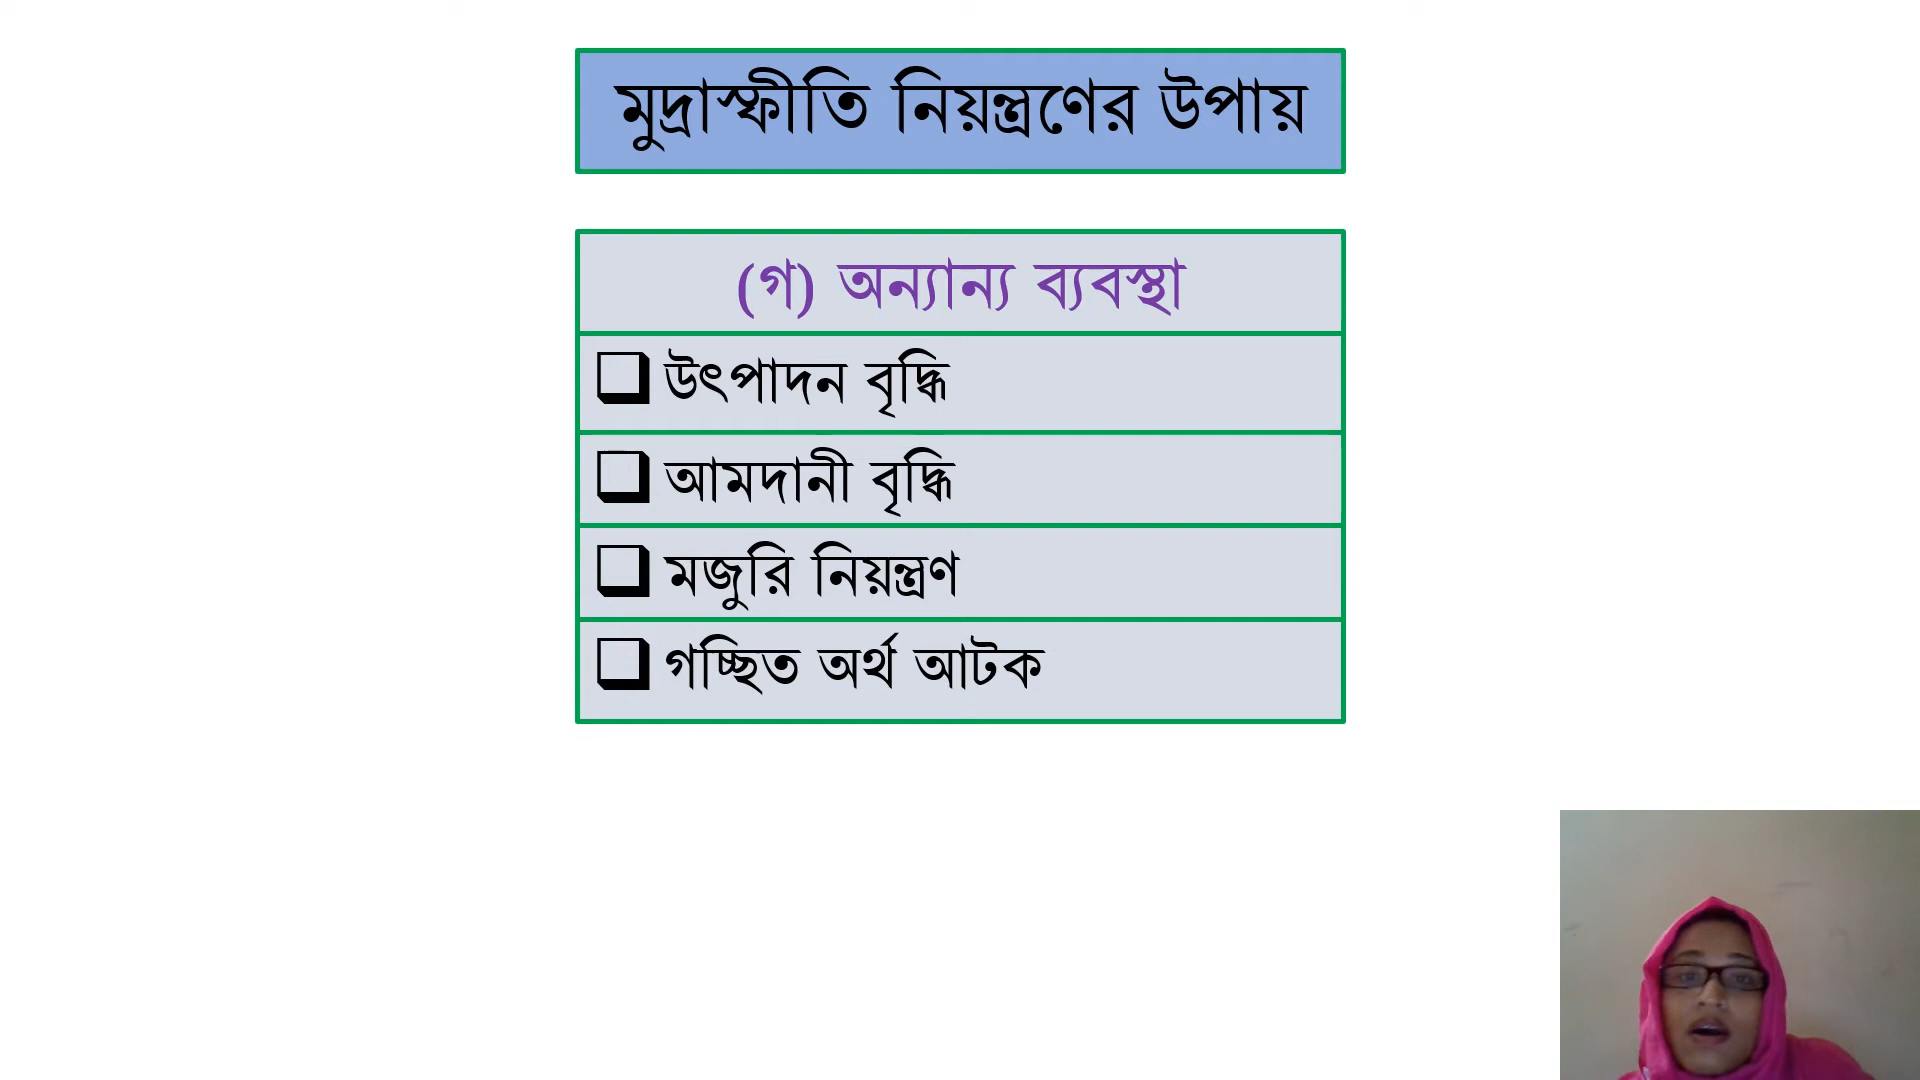 মুদ্রাস্ফীতি নিয়ন্ত্রণের উপায়
(গ) অন্যান্য ব্যবস্থা
উৎপাদন বৃদ্ধি
আমদানী বৃদ্ধি
মজুরি নিয়ন্ত্রণ
গচ্ছিত অর্থ আটক